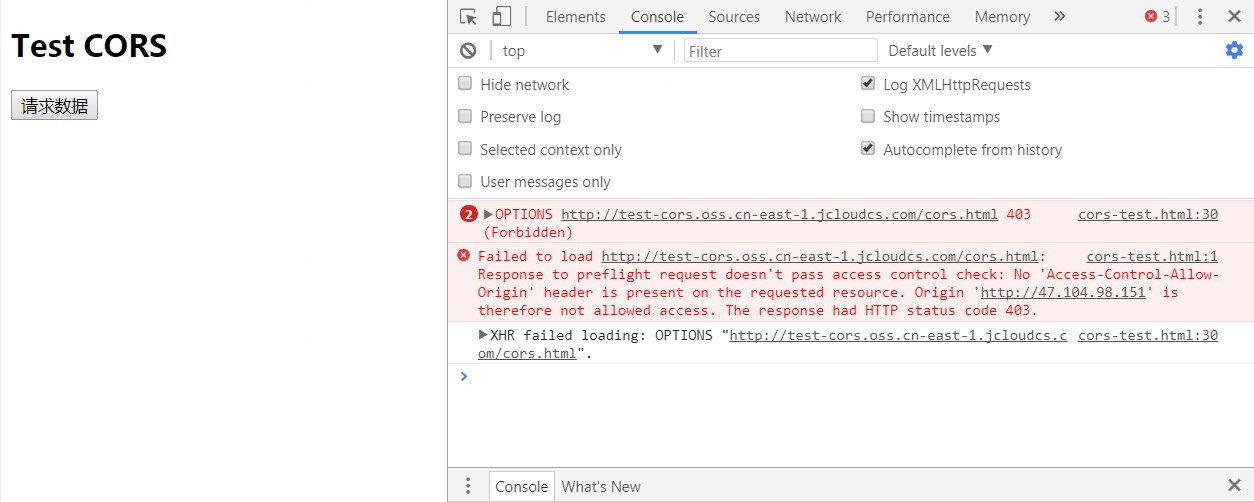 Test CORS
请求数据
Elements Console Sources Network Performance Memory 3
top Filter Default levels
Hide network Log XMLHttpRequests
Preserve log Show timestamps
Selected context only Autocomplete from history
User messages only
2 OPTIONS http://test-cors.oss.cn-east-1.jcloudcs.com/cors.html 403 cors-test.html:30
(Forbidden)
Failed to load http://test-cors.oss.cn-east-1.jcloudcs.com/cors.html: cors-test.html:1
Response to preflight request doesn't pass access control check: No 'Access-Control-Allow-
Origin' header is present on the requested resource. Origin 'http://47.104.98.151' is
therefore not allowed access. The response had HTTP status code 403.
XHR failed loading: OPTIONS "http://test-cors.oss.cn-east-1.jcloudcs.c cors-test.html:30
om/cors.html".
Console What's New